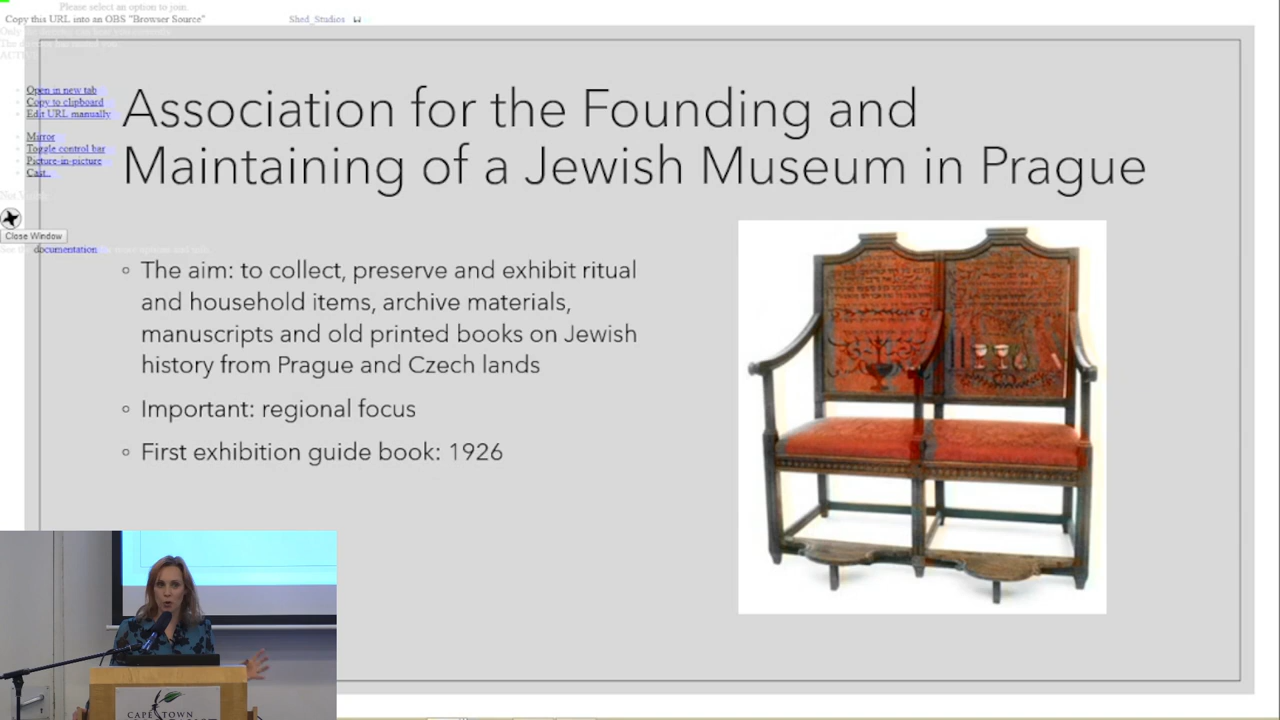 Please select an option to join.
Copy this URL into an OBS "Browser Source"
Shed_Studios
Open in new tab
Copy to clipboard
Edit URL manually
Mirror
Toggle control bar
Picture-in-picture
Cast..
Close Window
documentation
Association for the Founding and
Maintaining of a Jewish Museum in Prague
The aim: to collect, preserve and exhibit ritual
and household items, archive materials,
manuscripts and old printed books on Jewish
history from Prague and Czech lands
Important: regional focus
First exhibition guide book: 1926
CAPE TOWN